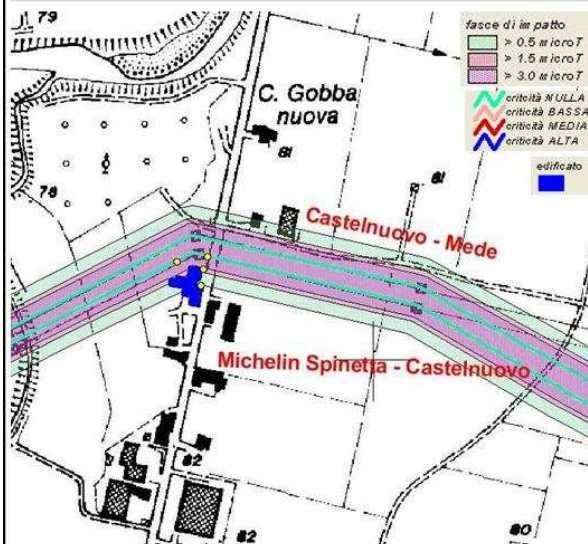 79
fasce di impatto
> 0.5 microT
> 1.5 microT
> 3.0 microT
criticità NULLA
criticità BASSA
criticità MEDIA
criticità ALTA
edificato
C. Gobba
nuova
81
78
81
Castelnuovo - Mede
Michelin Spinetta - Castelnuovo
82
82
80